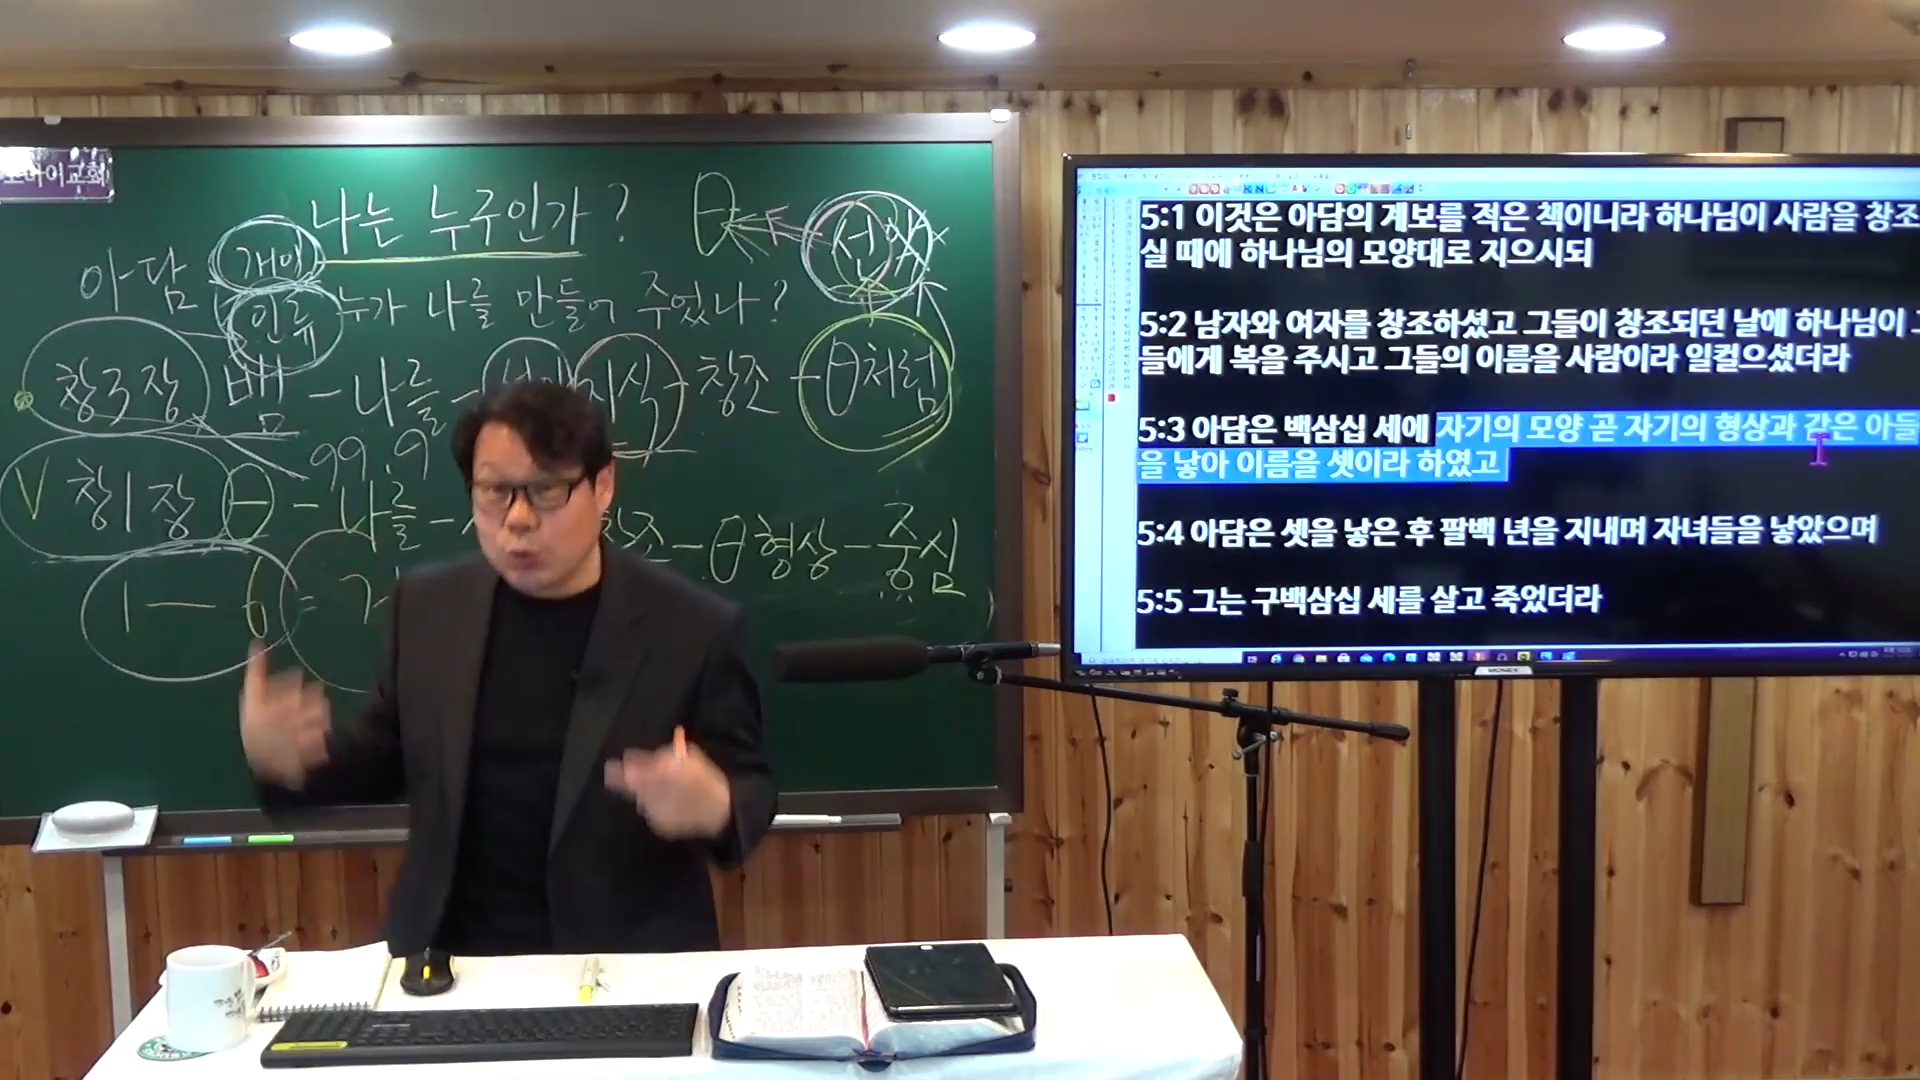 나는 누구인가?
θ
아담
개인
인류
누가 나를 만들어 주었나?
창3장 뱀 - 나를 - 지식 - 창조 - θ처럼
99.9
V 창1장 θ - 나를 - 창조 - θ형상 - 중심
1 — 6 = 7
5:1 이것은 아담의 계보를 적은 책이니라 하나님이 사람을 창조
실 때에 하나님의 모양대로 지으시되
5:2 남자와 여자를 창조하셨고 그들이 창조되던 날에 하나님이 그
들에게 복을 주시고 그들의 이름을 사람이라 일컬으셨더라
5:3 아담은 백삼십 세에 자기의 모양 곧 자기의 형상과 같은 아들
을 낳아 이름을 셋이라 하였고
5:4 아담은 셋을 낳은 후 팔백 년을 지내며 자녀들을 낳았으며
5:5 그는 구백삼십 세를 살고 죽었더라